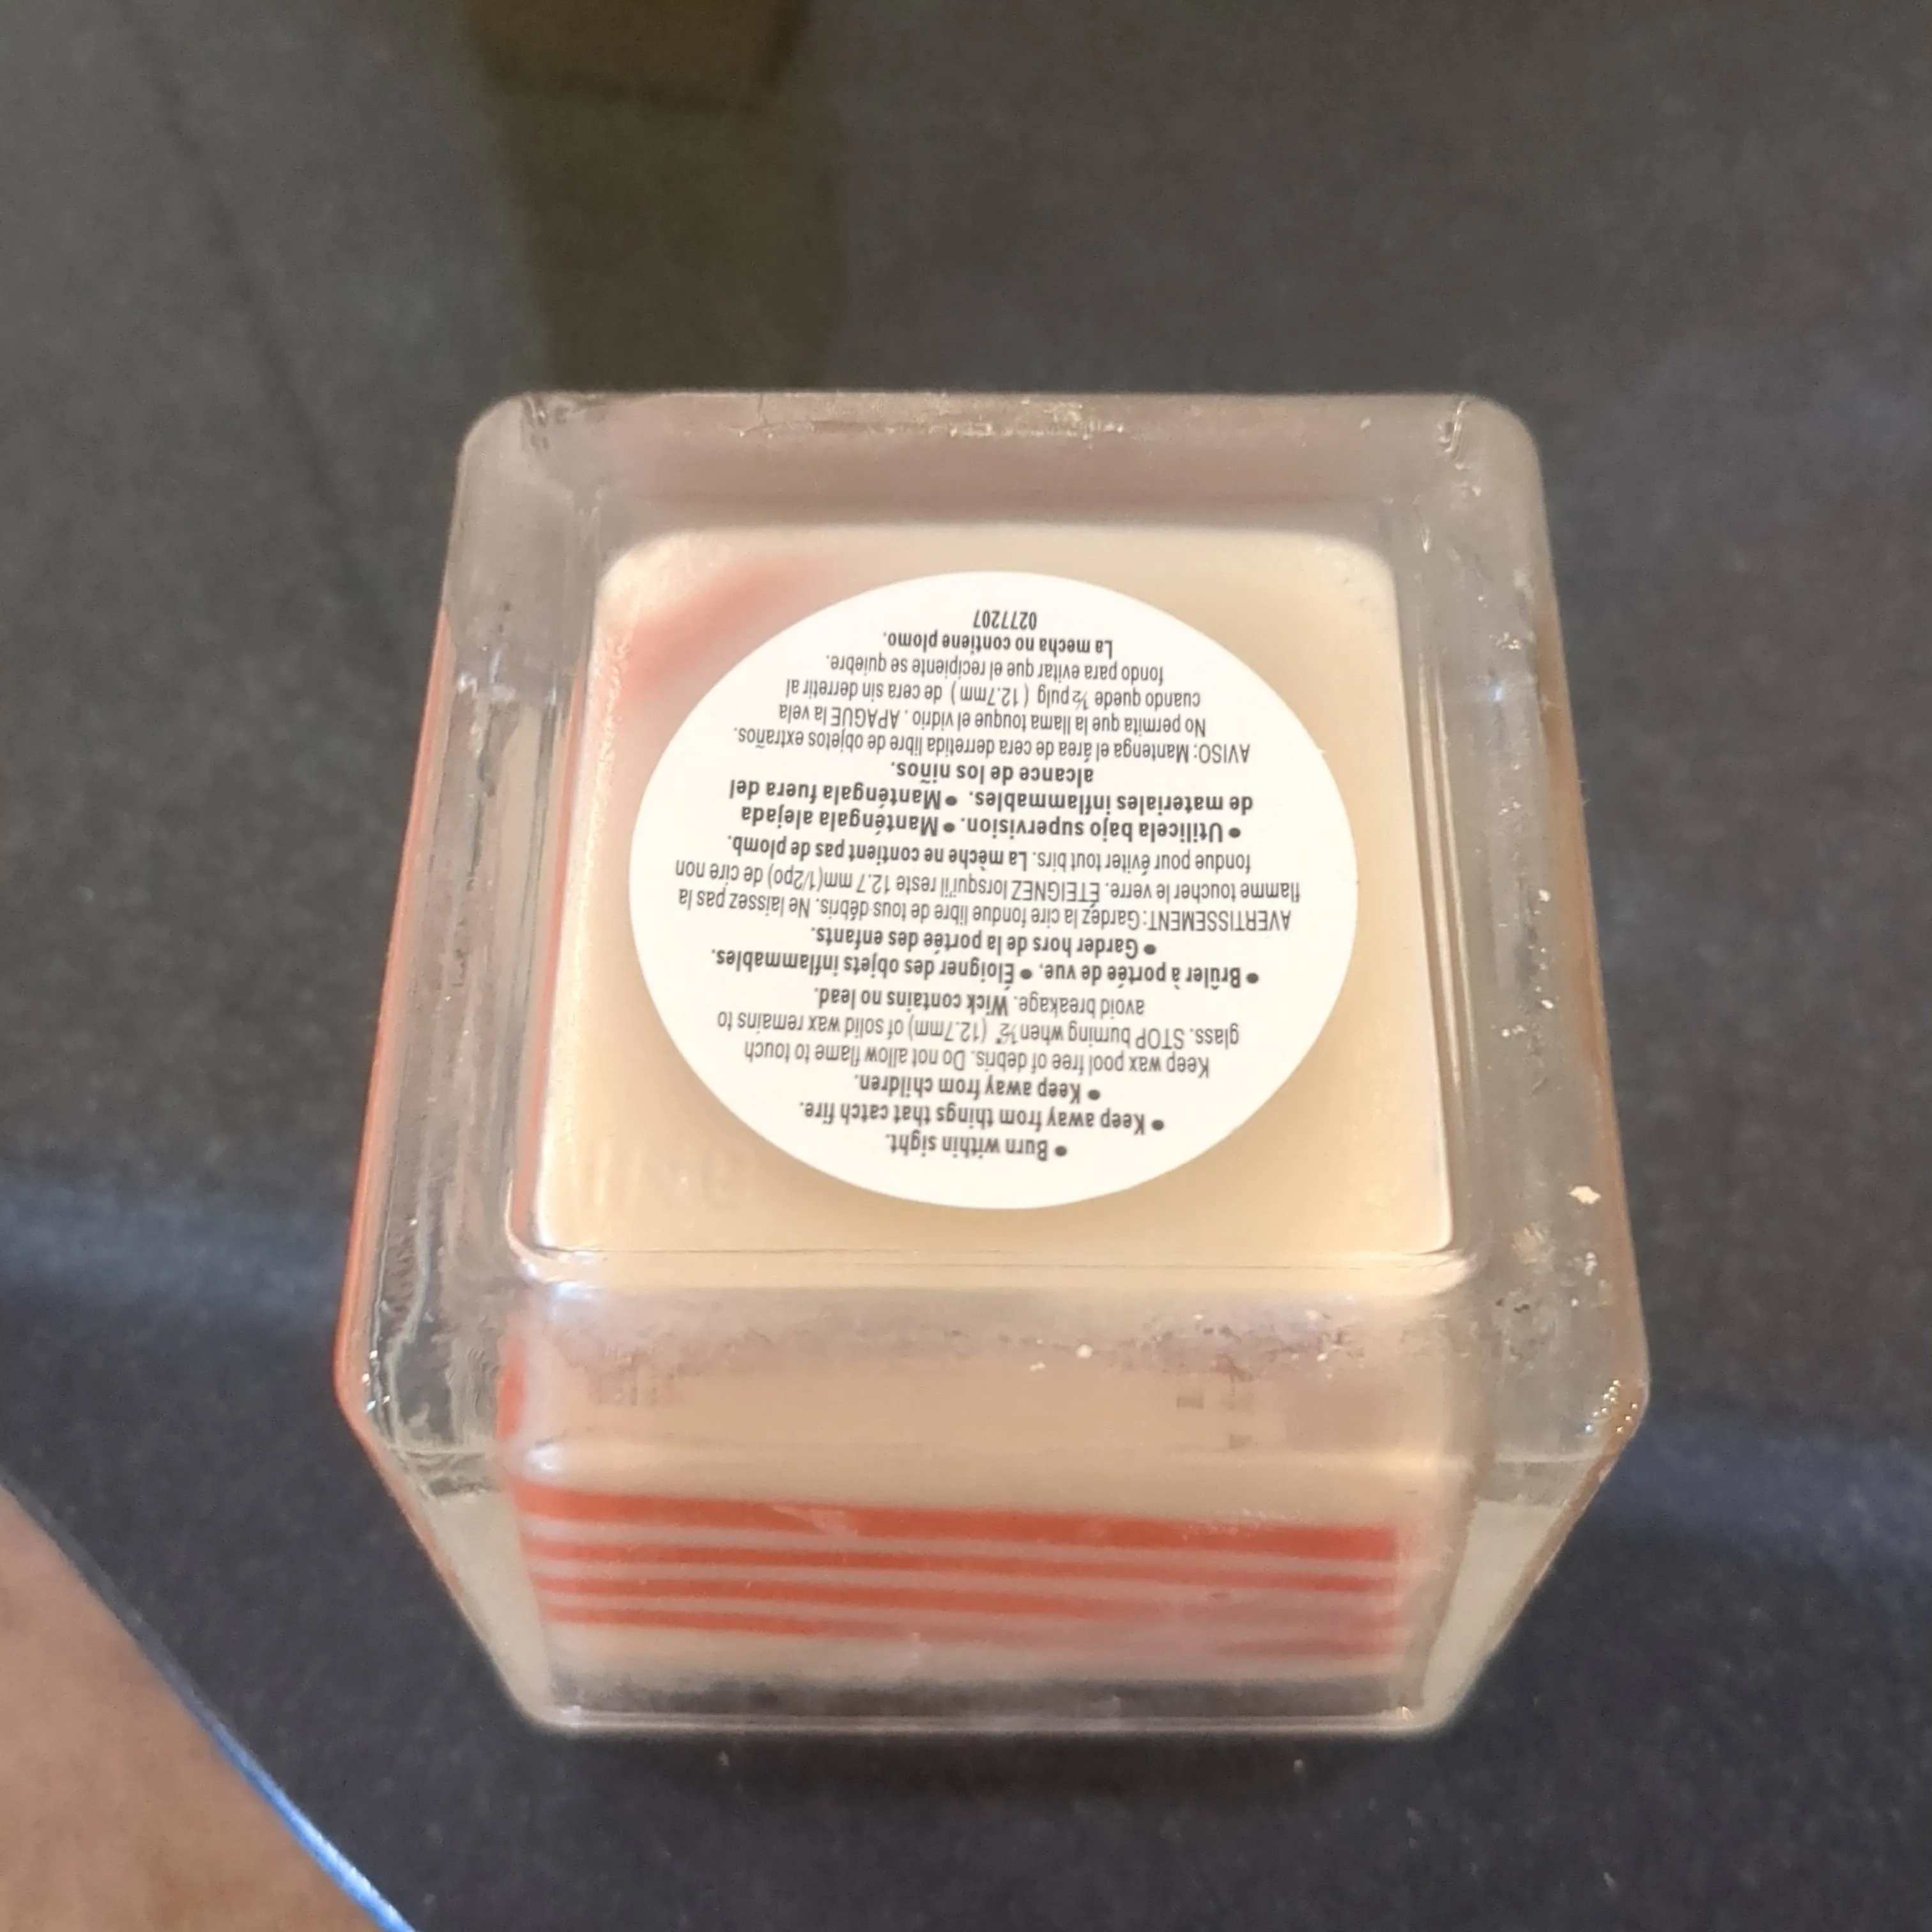 • Burn within sight.
• Keep away from things that catch fire.
• Keep away from children.
Keep wax pool free of debris. Do not allow flame to touch
glass. STOP burning when ½" (12.7mm) of solid wax remains to
avoid breakage. Wick contains no lead.
• Brûler à portée de vue. • Éloigner des objets inflammables.
• Garder hors de la portée des enfants.
AVERTISSEMENT: Gardez la cire fondue libre de tous débris. Ne laissez pas la
flamme toucher le verre. ÉTEIGNEZ lorsqu'il reste 12.7 mm(1/2po) de cire non
fondue pour éviter tout birs. La mèche ne contient pas de plomb.
• Utilicela bajo supervision. • Manténgala alejada
de materiales inflammables. • Manténgala fuera del
alcance de los niños.
AVISO: Mantenga el área de cera derretida libre de objetos extraños.
No permita que la llama touque el vidrio. APAGUE la vela
cuando quede ½ pulg (12.7mm) de cera sin derretir al
fondo para evitar que el recipiente se quiebre.
La mecha no contiene plomo.
0277207